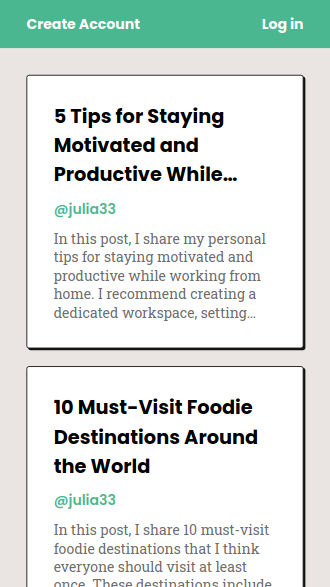 Create Account
Log in
5 Tips for Staying
Motivated and
Productive While...
@julia33
In this post, I share my personal
tips for staying motivated and
productive while working from
home. I recommend creating a
dedicated workspace, setting...
10 Must-Visit Foodie
Destinations Around
the World
@julia33
In this post, I share 10 must-visit
foodie destinations that I think
everyone should visit at least
once. These destinations include